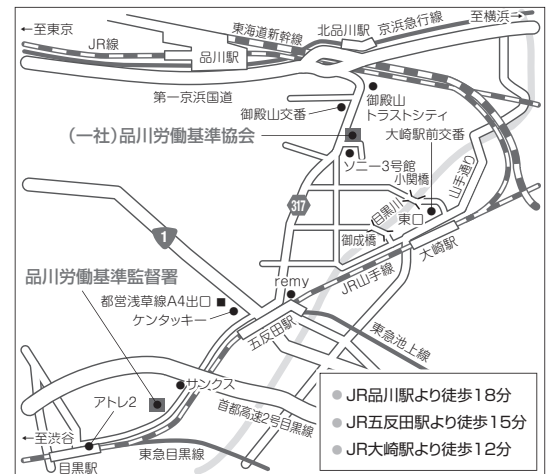 ←至東京
東海道新幹線
北品川駅
京浜急行線
至横浜→
JR線
品川駅
第一京浜国道
御殿山交番
御殿山
トラストシティ
(一社)品川労働基準協会
大崎駅前交番
ソニー3号館
小関橋
山手通り
目黒川
東口
317
御成橋
大崎駅
1
JR山手線
品川労働基準監督署
remy
都営浅草線A4出口
ケンタッキー
五反田駅
東急池上線
サンクス
アトレ2
首都高速2号目黒線
←至渋谷
目黒駅
東急目黒線
JR品川駅より徒歩18分
JR五反田駅より徒歩15分
JR大崎駅より徒歩12分